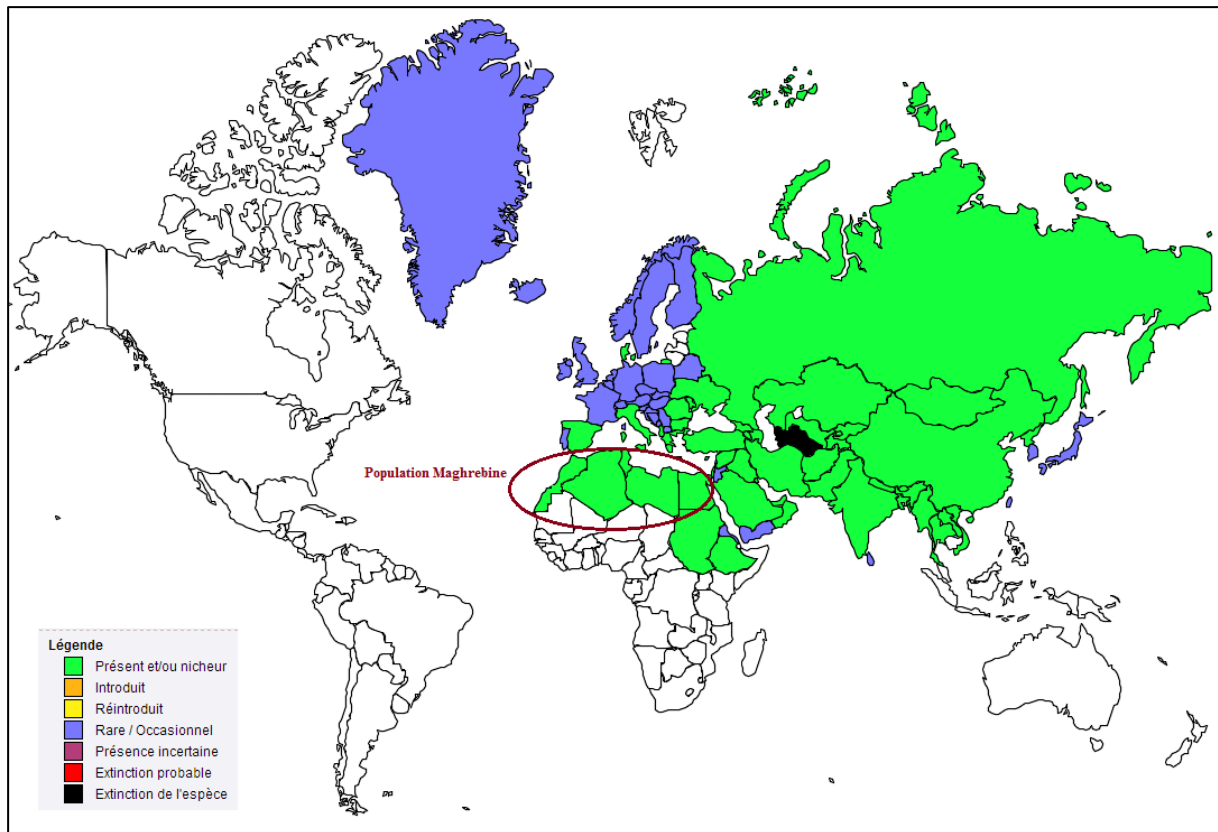 Population Maghrebine
Légende
Présent et/ou nicheur
Introduit
Réintroduit
Rare / Occasionnel
Présence incertaine
Extinction probable
Extinction de l'espèce